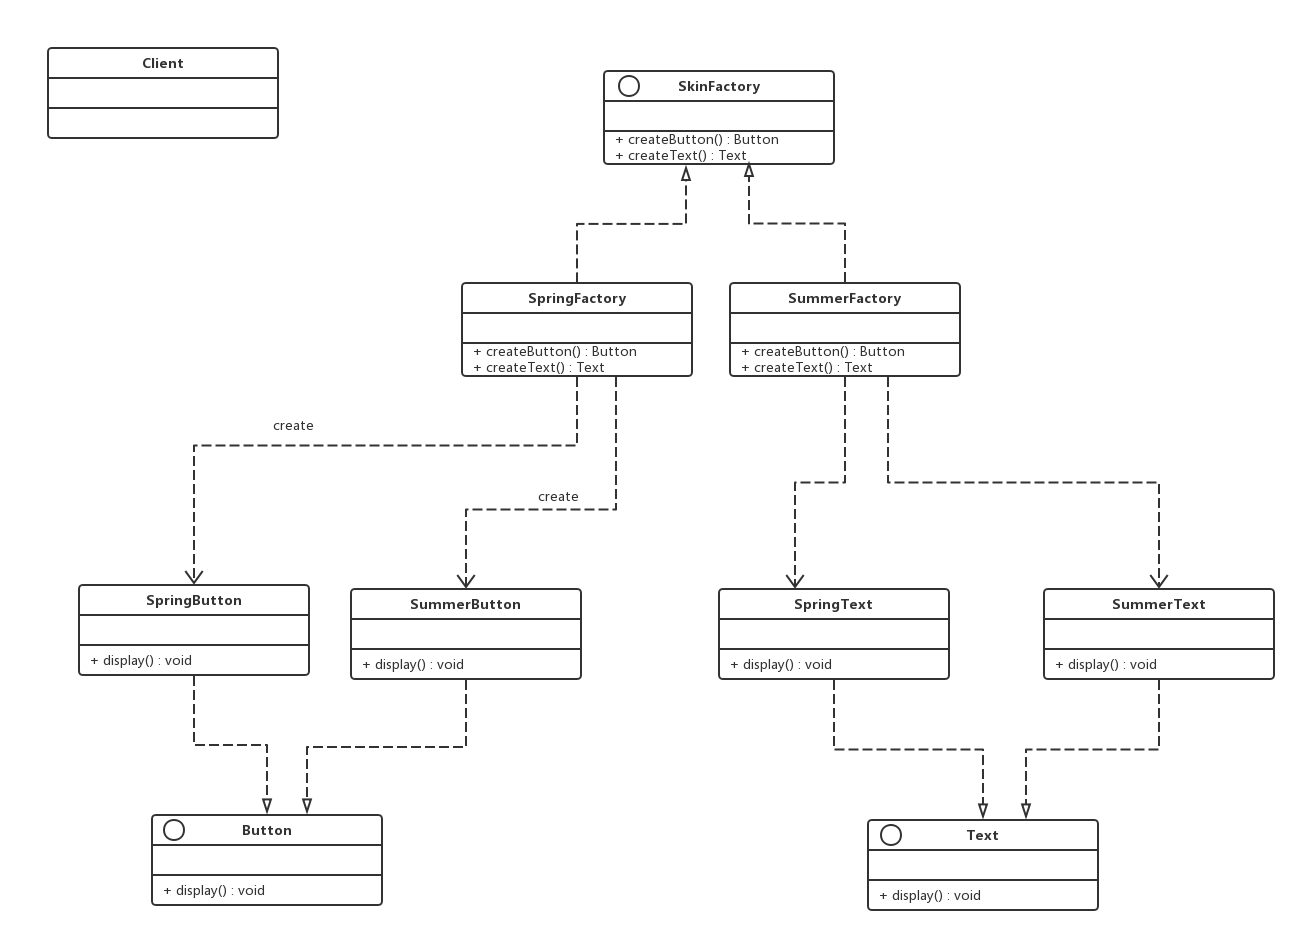 Client
SkinFactory
+ createButton() : Button
+ createText() : Text
SpringFactory
+ createButton() : Button
+ createText() : Text
SummerFactory
+ createButton() : Button
+ createText() : Text
create
create
SpringButton
+ display() : void
SummerButton
+ display() : void
SpringText
+ display() : void
SummerText
+ display() : void
Button
+ display() : void
Text
+ display() : void